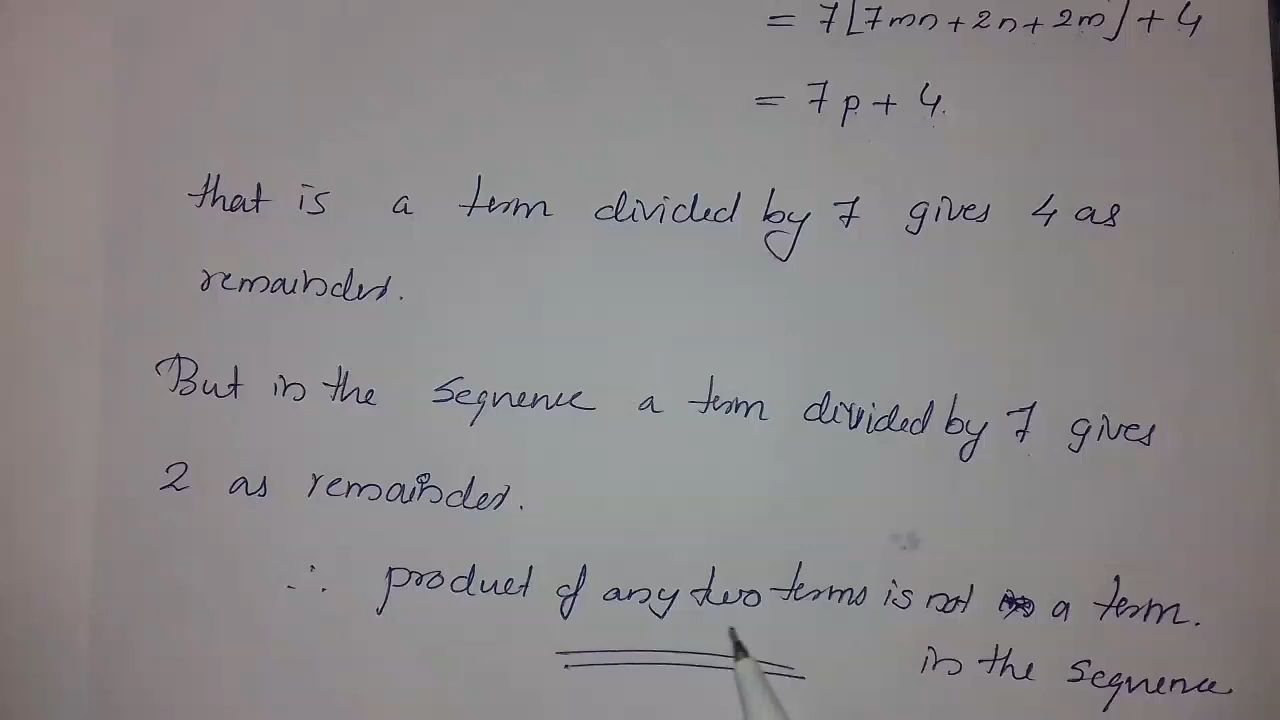 = 7[7mn + 2n + 2m] + 4
= 7p + 4.
that is a term divided by 7 gives 4 as
remainder.
But in the sequence a term divided by 7 gives
2 as remainder.
∴ product of any two terms is not a term.
in the sequence